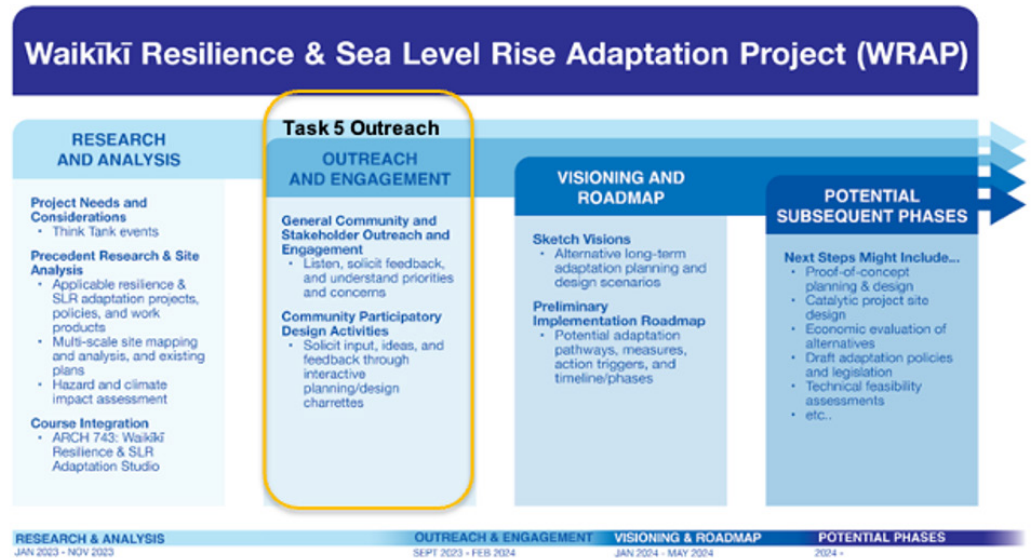 Waikīkī Resilience & Sea Level Rise Adaptation Project (WRAP)
Task 5 Outreach
RESEARCH
AND ANALYSIS
Project Needs and
Considerations
• Think Tank events
Precedent Research & Site
Analysis
• Applicable resilience &
SLR adaptation projects,
policies, and work
products
• Multi-scale site mapping
and analysis, and existing
plans
• Hazard and climate
impact assessment
Course Integration
• ARCH 743: Waikīkī
Resilience & SLR
Adaptation Studio
OUTREACH
AND ENGAGEMENT
General Community and
Stakeholder Outreach and
Engagement
• Listen, solicit feedback,
and understand priorities
and concerns
Community Participatory
Design Activities
• Solicit input, ideas, and
feedback through
interactive
planning/design
charrettes
VISIONING AND
ROADMAP
Sketch Visions
• Alternative long-term
adaptation planning and
design scenarios
Preliminary
Implementation Roadmap
• Potential adaptation
pathways, measures,
action triggers, and
timeline/phases
POTENTIAL
SUBSEQUENT PHASES
Next Steps Might Include...
• Proof-of-concept
planning & design
• Catalytic project site
design
• Economic evaluation of
alternatives
• Draft adaptation policies
and legislation
• Technical feasibility
assessments
• etc..
RESEARCH & ANALYSIS
JAN 2023 - NOV 2023
OUTREACH & ENGAGEMENT
SEPT 2023 - FEB 2024
VISIONING & ROADMAP
JAN 2024 - MAY 2024
POTENTIAL PHASES
2024 -